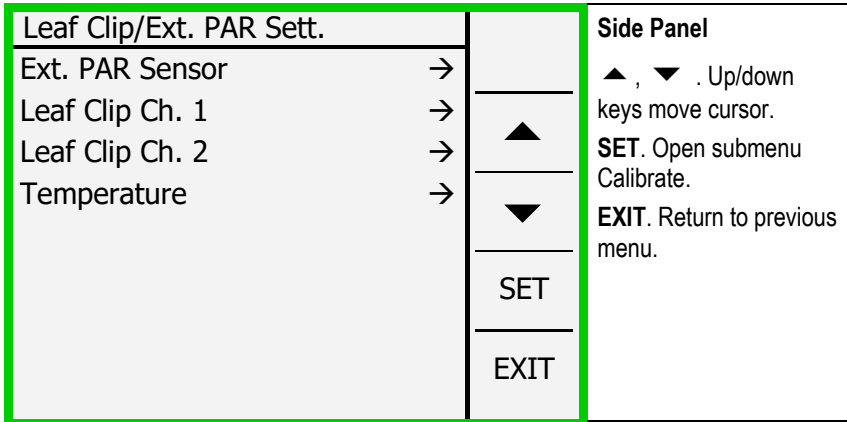 Leaf Clip/Ext. PAR Sett.
Ext. PAR Sensor →
Leaf Clip Ch. 1 →
Leaf Clip Ch. 2 →
Temperature →
▲
▼
SET
EXIT
Side Panel
▲ , ▼ . Up/down
keys move cursor.
SET. Open submenu
Calibrate.
EXIT. Return to previous
menu.